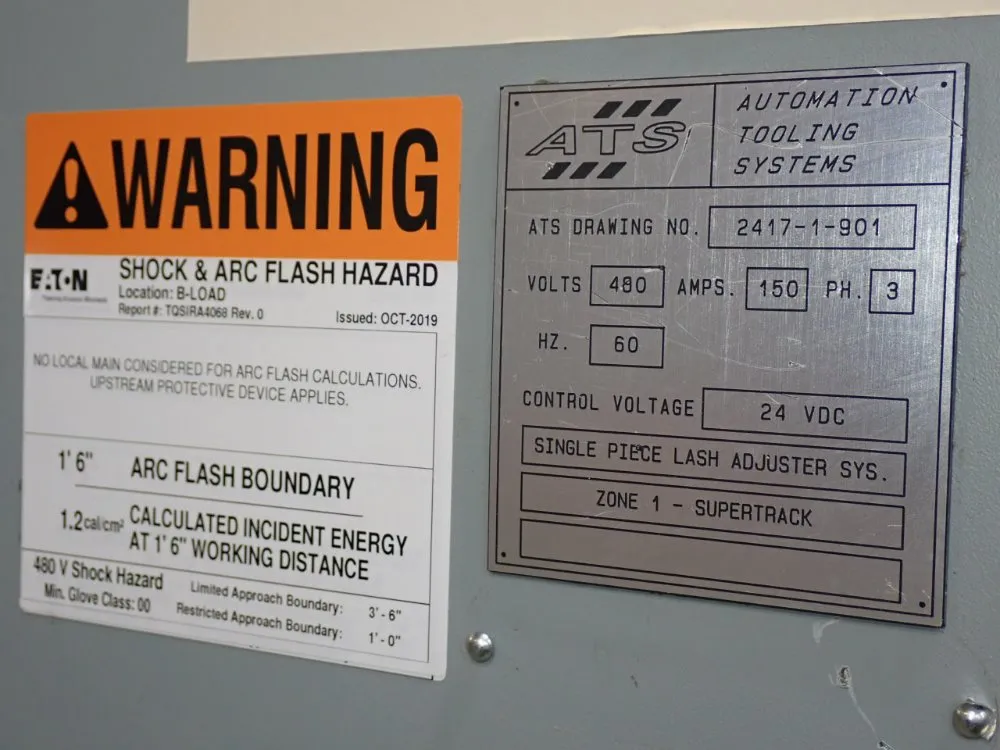 WARNING
EATON
SHOCK & ARC FLASH HAZARD
Location: B-LOAD
Report #: TQSIRA4068 Rev. 0
Issued: OCT-2019
NO LOCAL MAIN CONSIDERED FOR ARC FLASH CALCULATIONS.
UPSTREAM PROTECTIVE DEVICE APPLIES.
1' 6" ARC FLASH BOUNDARY
1.2 cal/cm² CALCULATED INCIDENT ENERGY
AT 1' 6" WORKING DISTANCE
480 V Shock Hazard
Min. Glove Class: 00
Limited Approach Boundary: 3' - 6"
Restricted Approach Boundary: 1' - 0"
ATS
AUTOMATION
TOOLING
SYSTEMS
ATS DRAWING NO. 2417-1-901
VOLTS 480 AMPS. 150 PH. 3
HZ. 60
CONTROL VOLTAGE 24 VDC
SINGLE PIECE LASH ADJUSTER SYS.
ZONE 1 - SUPERTRACK